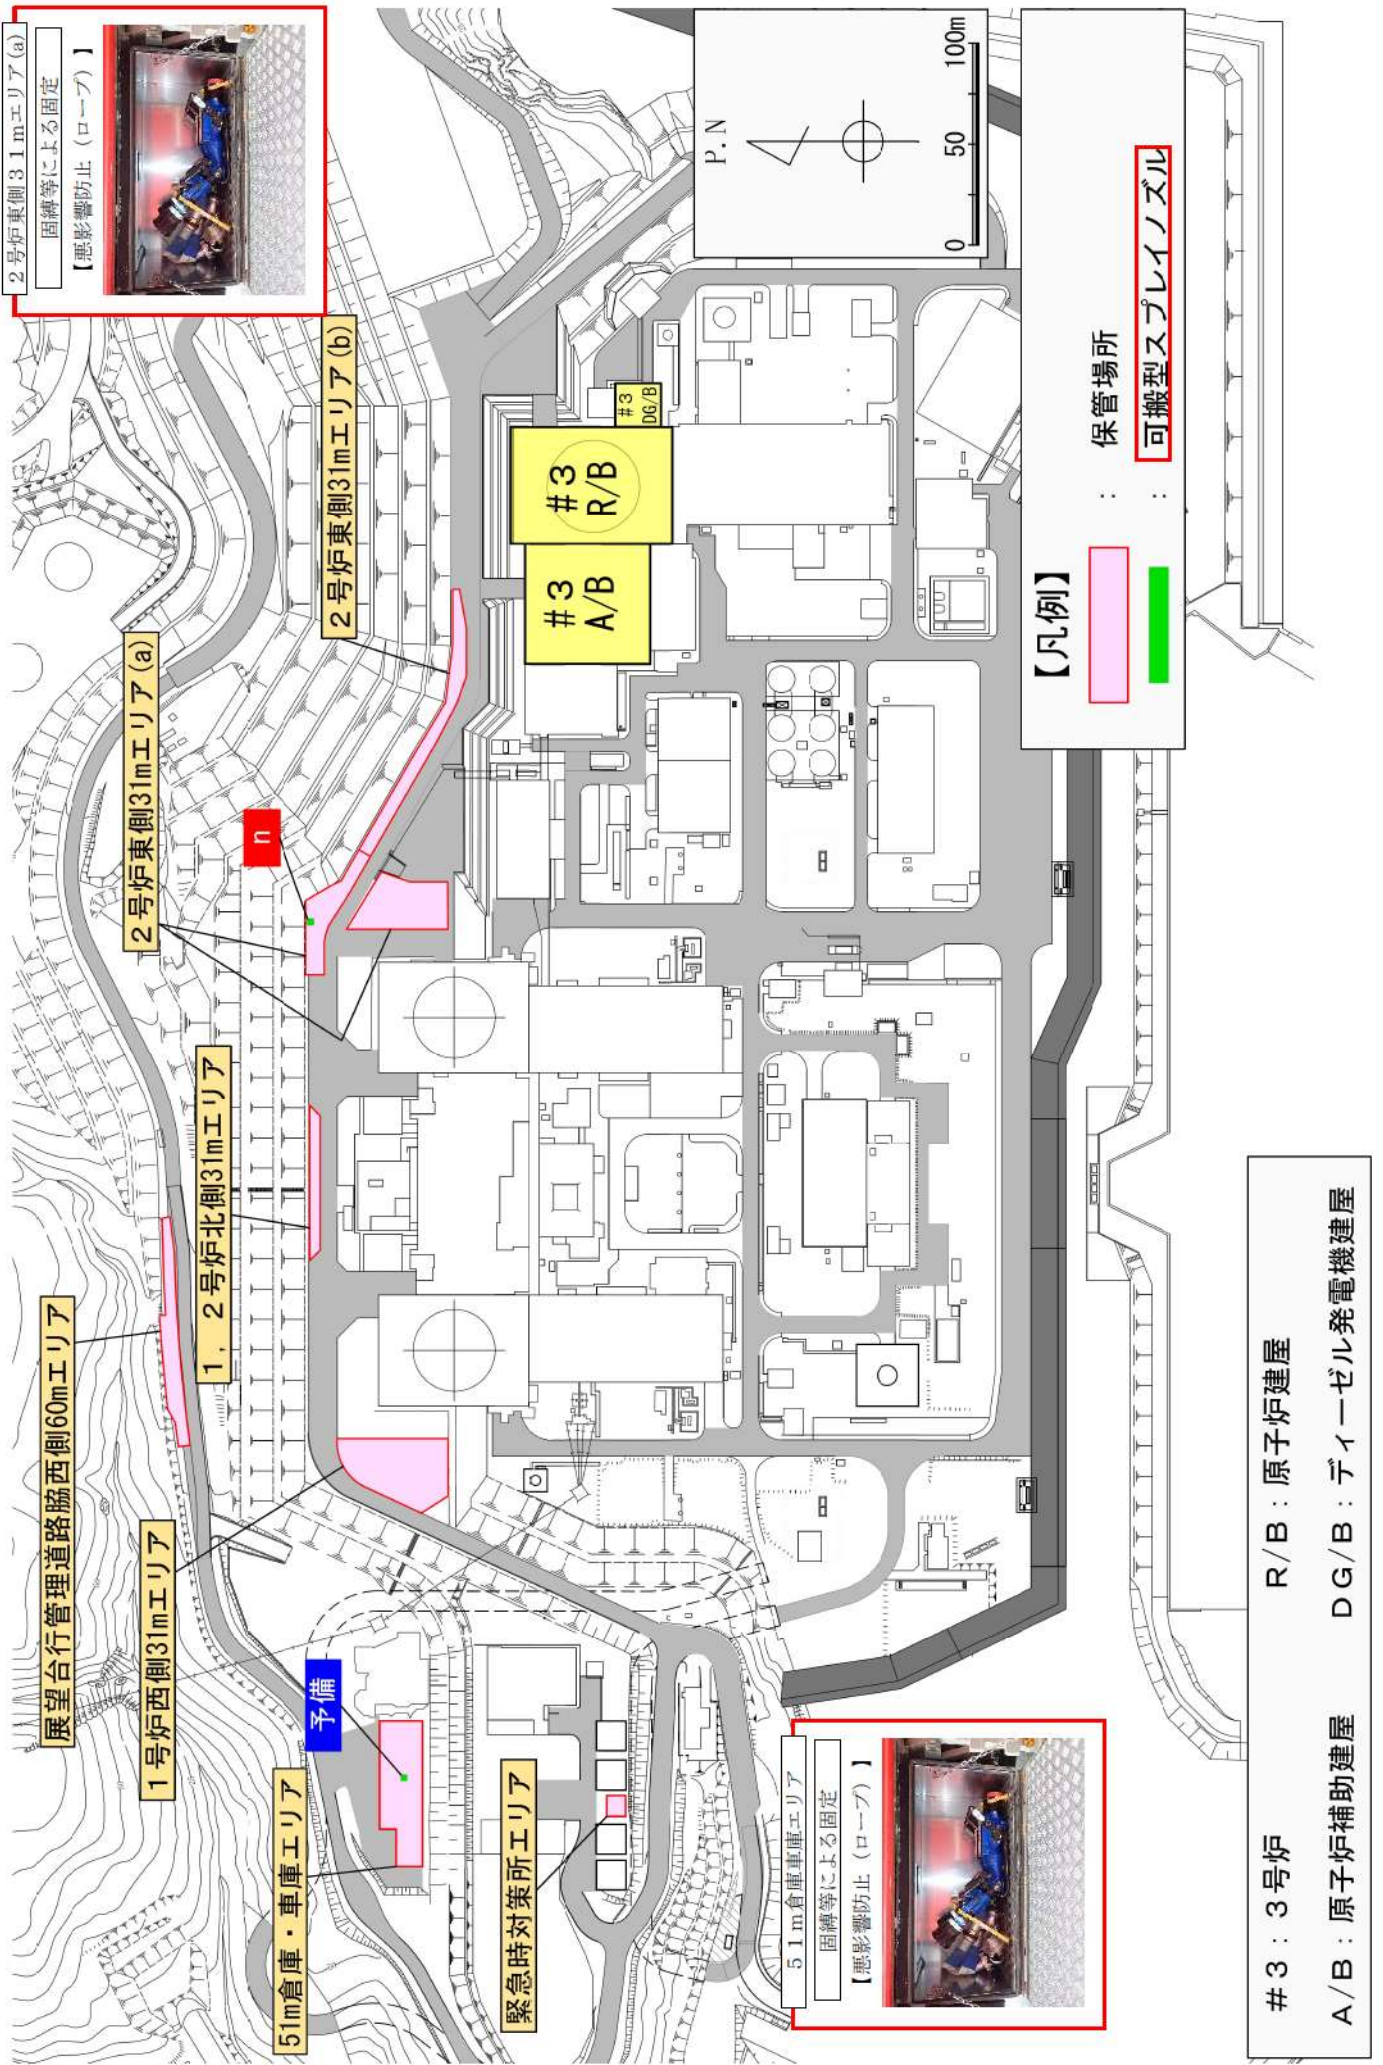 展望台行管理道路脇西側60mエリア
1号炉西側31mエリア
51m倉庫・車庫エリア
予備
緊急時対策所エリア
1，2号炉北側31mエリア
2号炉東側31mエリア(a)
n
2号炉東側31mエリア(b)
#3
A/B
#3
R/B
#3
DG/B
2号炉東側31mエリア(a)
固縛等による固定
【悪影響防止（ロープ）】
51m倉庫車庫エリア
固縛等による固定
【悪影響防止（ロープ）】
P.N
0 50 100m
【凡例】
： 保管場所
： 可搬型スプレイノズル
#3：3号炉 R/B：原子炉建屋
A/B：原子炉補助建屋 DG/B：ディーゼル発電機建屋